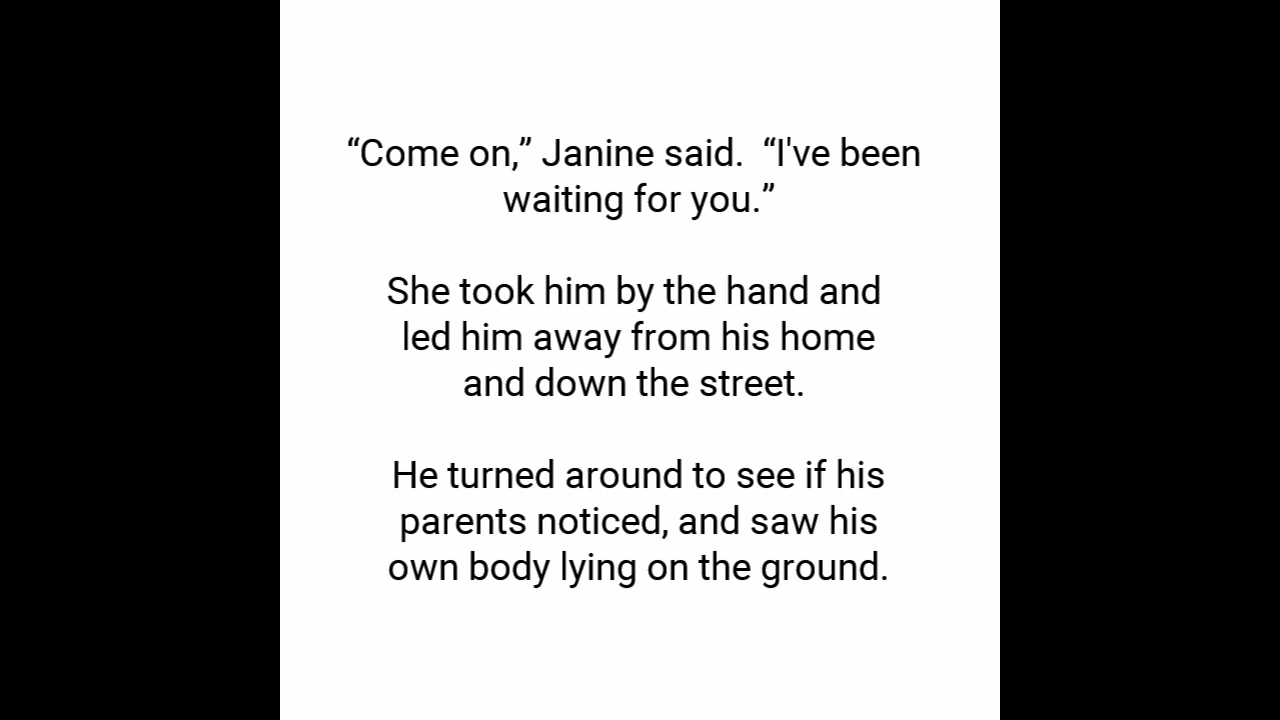 “Come on,” Janine said.  “I've been
waiting for you.”
She took him by the hand and
led him away from his home
and down the street.
He turned around to see if his
parents noticed, and saw his
own body lying on the ground.